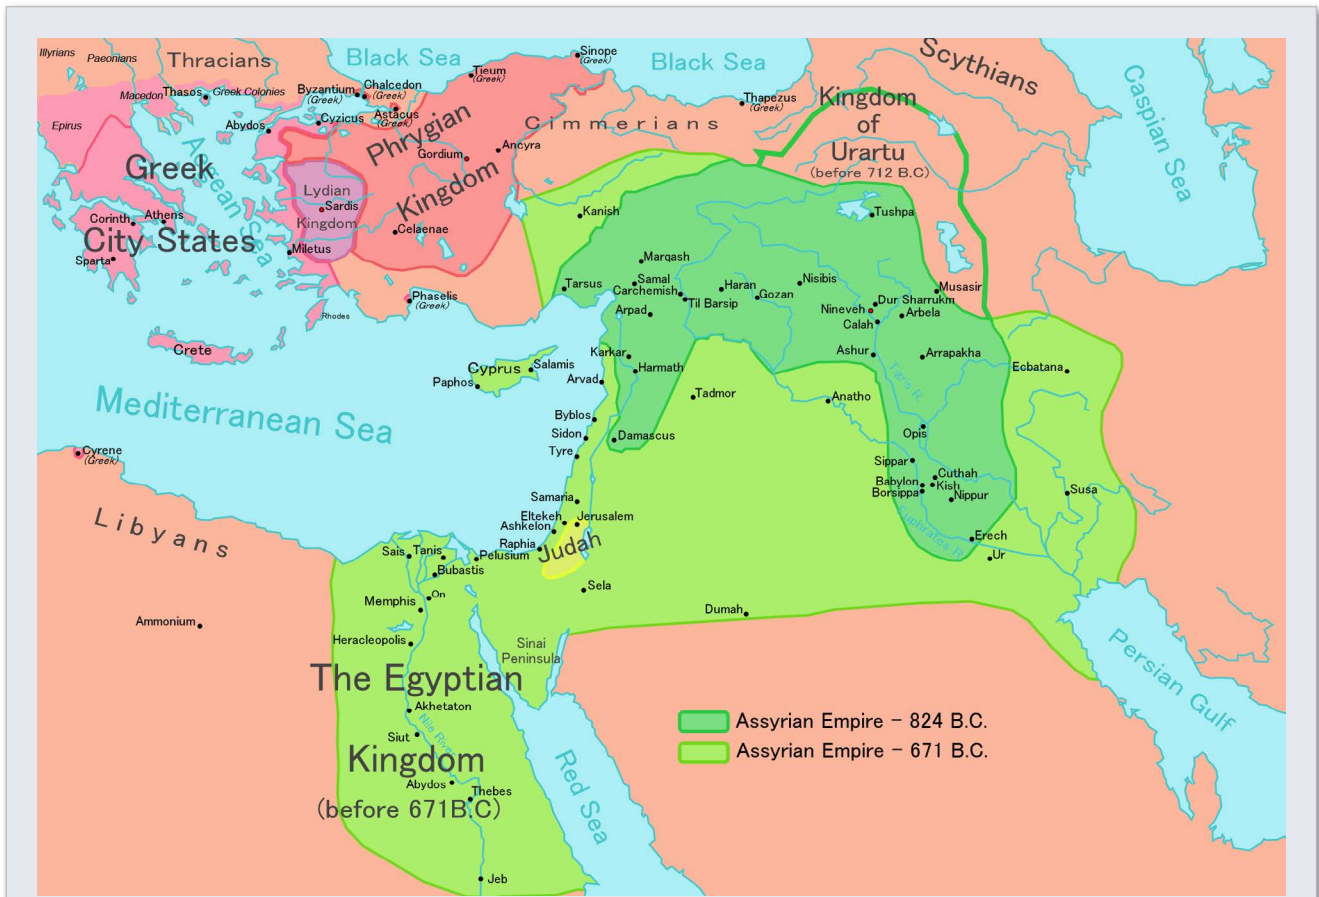 Illyrians
Paeonians
Thracians
Black Sea
Sinope
(Greek)
Black Sea
Scythians
Caspian Sea
Tieum
(Greek)
Macedon
Thasos
Greek Colonies
Byzantium
(Greek)
Chalcedon
(Greek)
Thapezus
(Greek)
Kingdom
of
Urartu
(before 712 B.C)
Epirus
Abydos
Cyzicus
Astacus
(Greek)
Cimmerians
Phrygian
Kingdom
Gordium
Ancyra
Greek
City States
Aegean Sea
Lydian
Kingdom
Sardis
Celaenae
Kanish
Tushpa
Corinth
Athens
Sparta
Miletus
Phaselis
(Greek)
Rhodes
Crete
Marqash
Tarsus
Samal
Carchemish
Til Barsip
Haran
Gozan
Nisibis
Musasir
Dur Sharrukm
Nineveh
Arbela
Calah
Arpad
Karkar
Harmath
Ashur
Arrapakha
Ecbatana
Cyprus
Salamis
Paphos
Arvad
Tadmor
Anatho
Mediterranean Sea
Byblos
Sidon
Tyre
Damascus
Opis
Cyrene
(Greek)
Sippar
Cuthah
Babylon
Kish
Borsippa
Nippur
Susa
Samaria
Eltekeh
Jerusalem
Ashkelon
Raphia
Judah
Euphrates R.
Erech
Ur
Libyans
Sais
Tanis
Pelusium
Bubastis
On
Memphis
Sela
Dumah
Ammonium
Heracleopolis
Sinai
Peninsula
Persian Gulf
The Egyptian
Kingdom
(before 671B.C)
Akhetaton
Nile River
Siut
Abydos
Thebes
Jeb
Red Sea
Assyrian Empire - 824 B.C.
Assyrian Empire - 671 B.C.